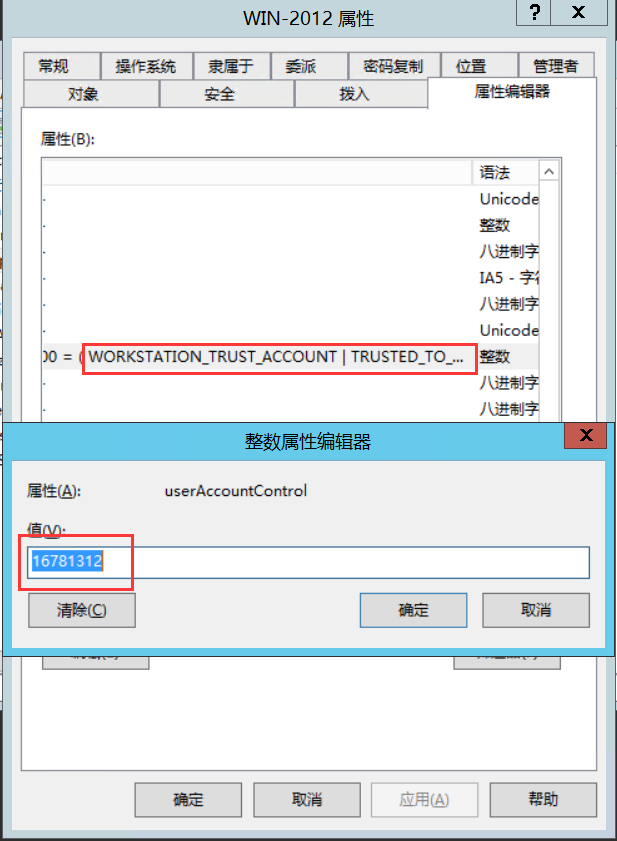 WIN-2012 属性
? X
常规 操作系统 隶属于 委派 密码复制 位置 管理者
对象 安全 拨入 属性编辑器
属性(B):
语法
Unicode
整数
八进制字
IA5 - 字符
八进制字
Unicode
00 = ( WORKSTATION_TRUST_ACCOUNT | TRUSTED_TO_... 整数
八进制字
八进制字
整数属性编辑器
X
属性(A): userAccountControl
值(V):
16781312
清除(C) 确定 取消
确定 取消 应用(A) 帮助